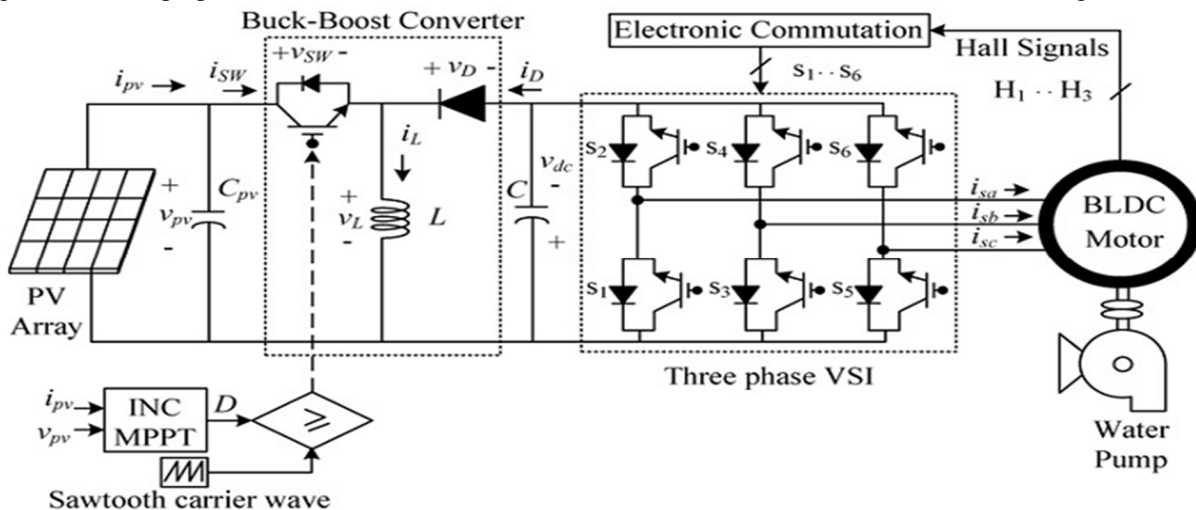 Buck-Boost Converter
Electronic Commutation
Hall Signals
H1 ·· H3
s1 ·· s6
ipv
iSW
+vSW-
+ vD -
iD
iL
+
vpv
-
Cpv
+
vL
-
L
C
vdc
-
+
s2
s4
s6
isa
isb
isc
BLDC
Motor
s1
s3
s5
PV
Array
Three phase VSI
ipv
vpv
INC
MPPT
D
≥
Sawtooth carrier wave
Water
Pump